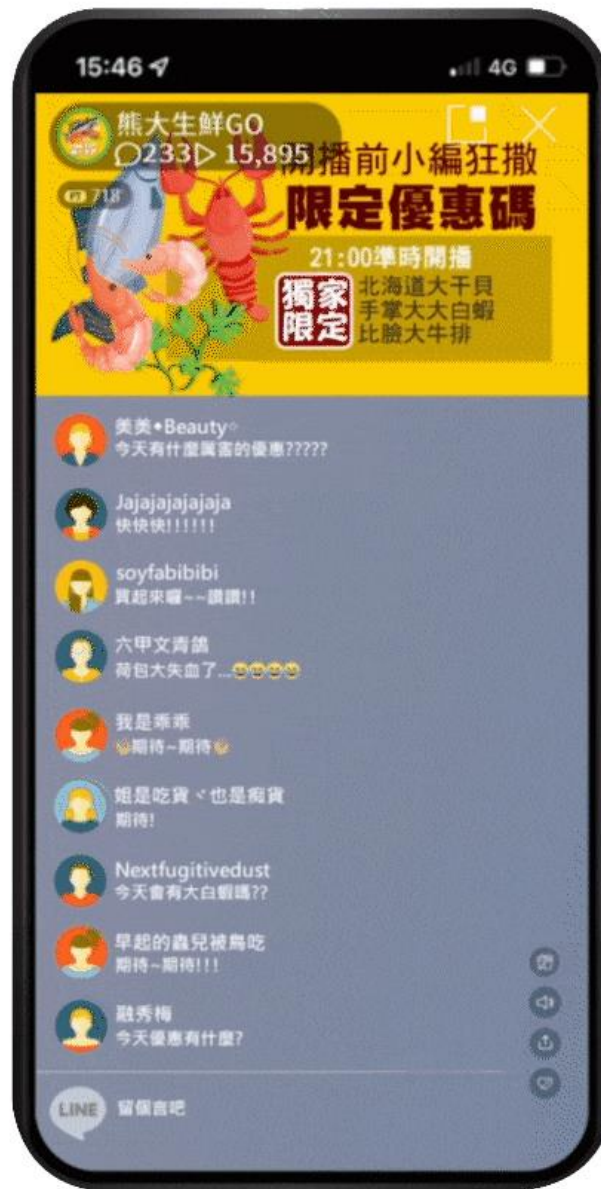 15:46
4G
熊大生鮮GO
233 15,895
718
開播前小編狂撒
限定優惠碼
21:00準時開播
獨家
限定
北海道大干貝
手掌大大白蝦
比臉大牛排
美美•Beauty
今天有什麼厲害的優惠?????
Jajajajajajaja
快快快!!!!!!
soyfabibibi
買起來囉~~讚讚!!
六甲文青鴿
荷包大失血了...😂😂😂😂
我是乖乖
期待~期待
姐是吃貨ㄍ也是痴貨
期待!
Nextfugitivedust
今天會有大白蝦嗎??
早起的蟲兒被鳥吃
期待~期待!!!
融秀梅
今天優惠有什麼?
LINE 留個言吧